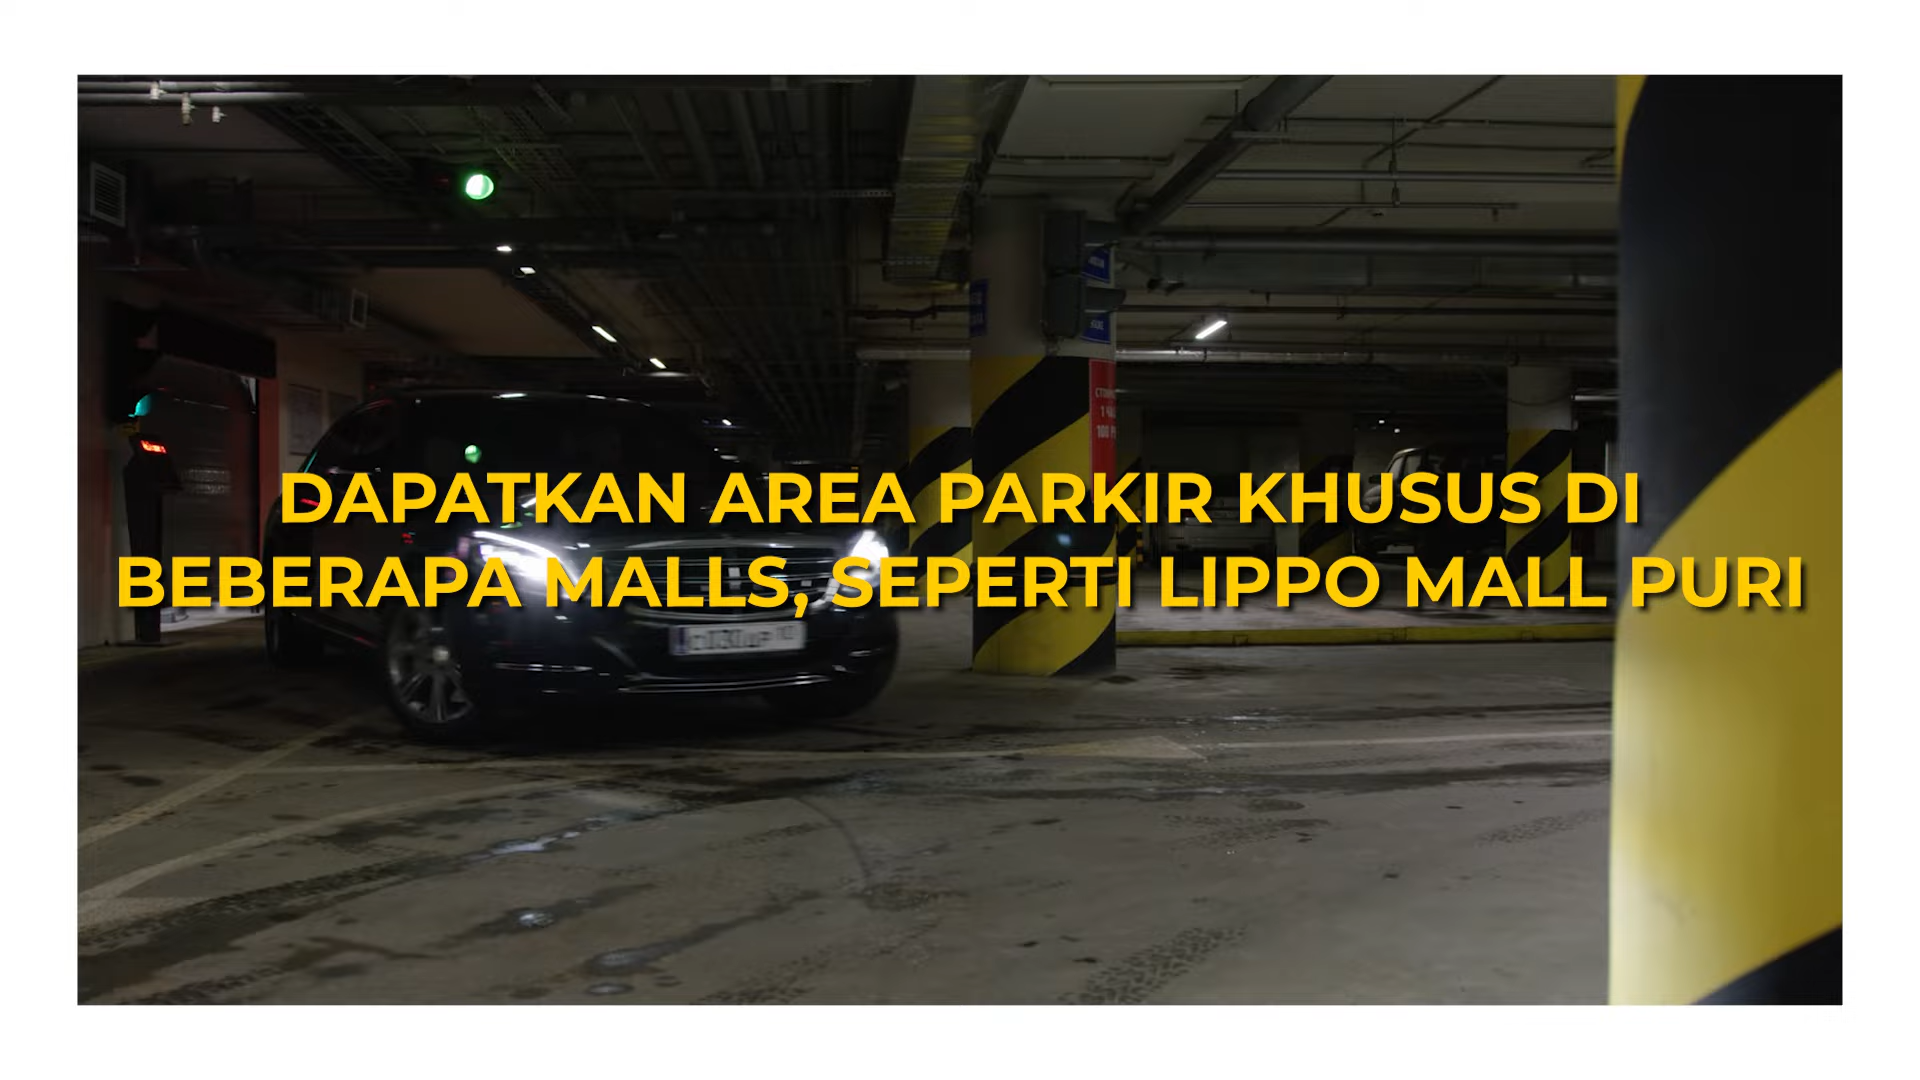 DAPATKAN AREA PARKIR KHUSUS DI
BEBERAPA MALLS, SEPERTI LIPPO MALL PURI